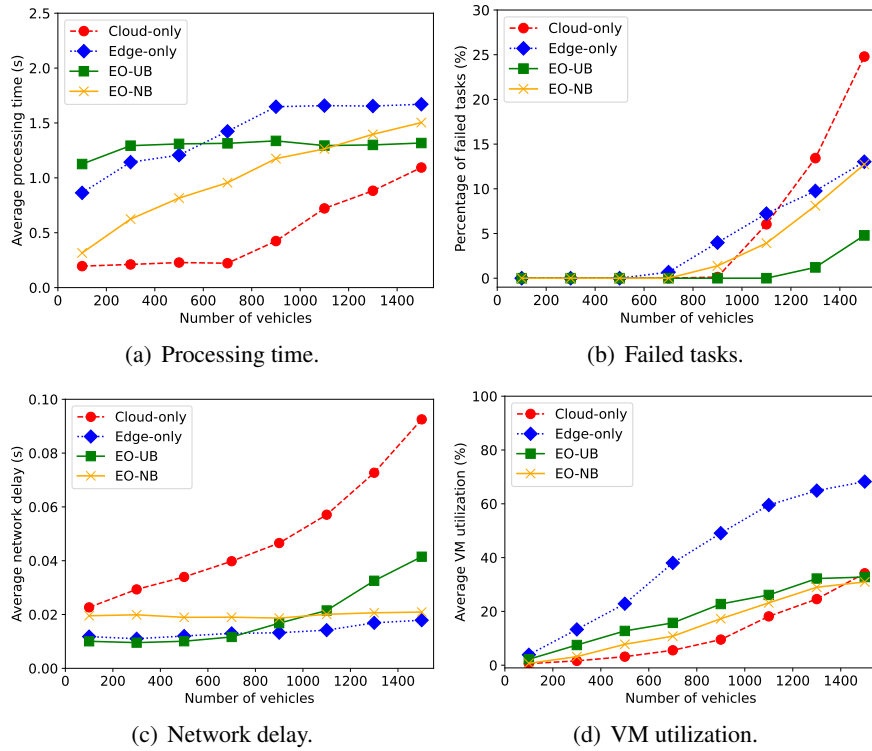 2.5
2.0
1.5
1.0
0.5
0.0
Average processing time (s)
Cloud-only
Edge-only
EO-UB
EO-NB
0 200 400 600 800 1000 1200 1400
Number of vehicles
(a) Processing time.
30
25
20
15
10
5
0
Percentage of failed tasks (%)
Cloud-only
Edge-only
EO-UB
EO-NB
0 200 400 600 800 1000 1200 1400
Number of vehicles
(b) Failed tasks.
0.10
0.08
0.06
0.04
0.02
0.00
Average network delay (s)
Cloud-only
Edge-only
EO-UB
EO-NB
0 200 400 600 800 1000 1200 1400
Number of vehicles
(c) Network delay.
100
80
60
40
20
0
Average VM utilization (%)
Cloud-only
Edge-only
EO-UB
EO-NB
0 200 400 600 800 1000 1200 1400
Number of vehicles
(d) VM utilization.